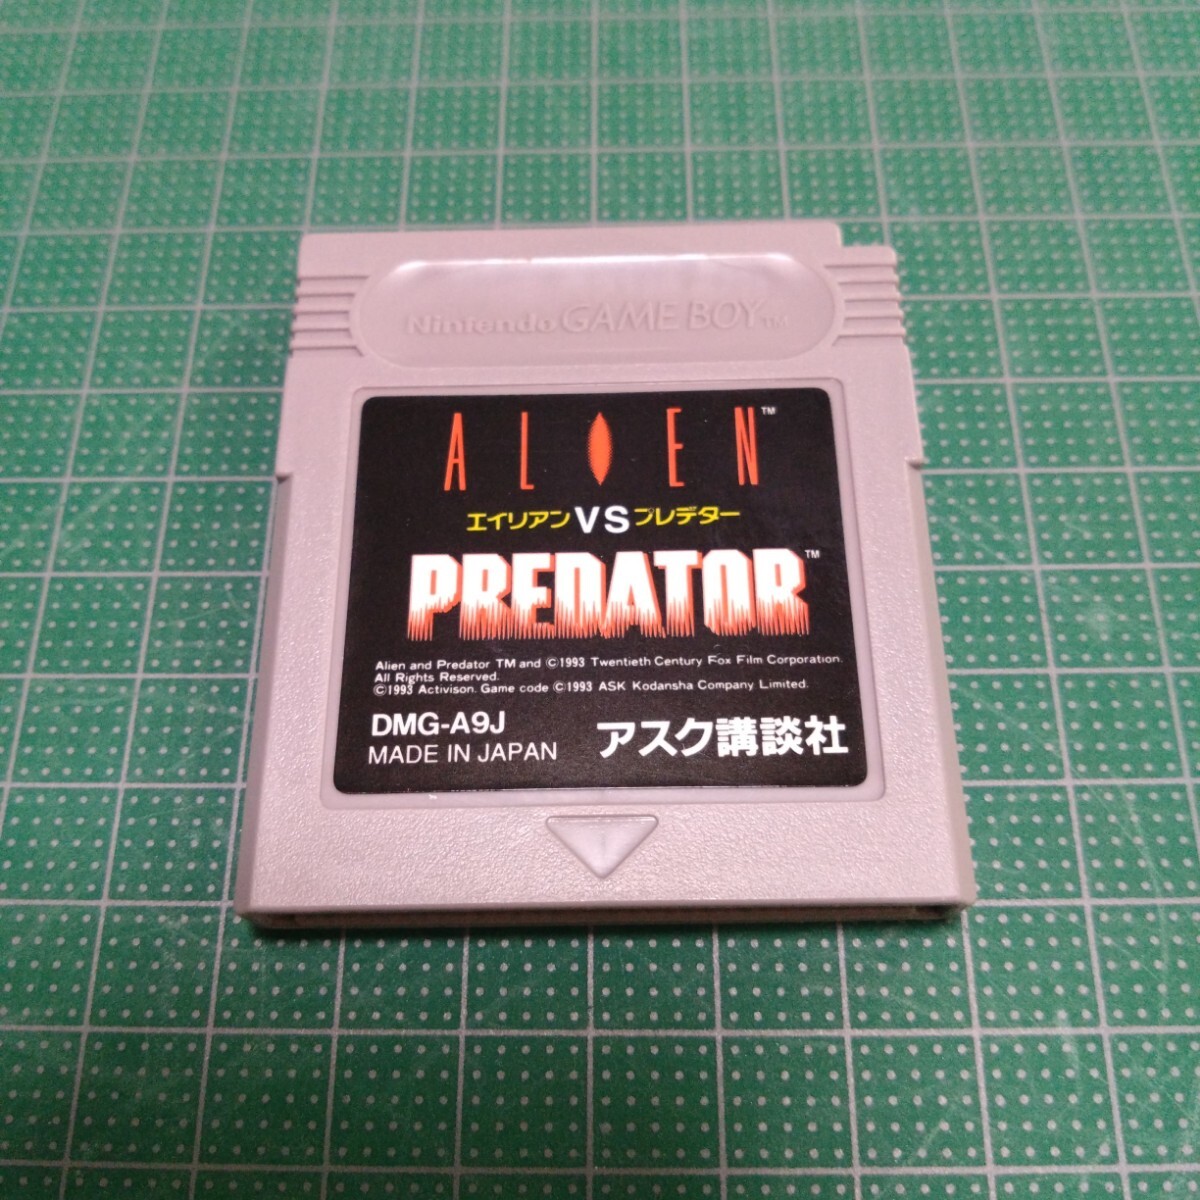 Nintendo GAME BOY™
ALIEN™
エイリアン VS プレデター
PREDATOR™
Alien and Predator TM and ©1993 Twentieth Century Fox Film Corporation.
All Rights Reserved.
©1993 Activison. Game code ©1993 ASK Kodansha Company Limited.
DMG-A9J
MADE IN JAPAN
アスク講談社